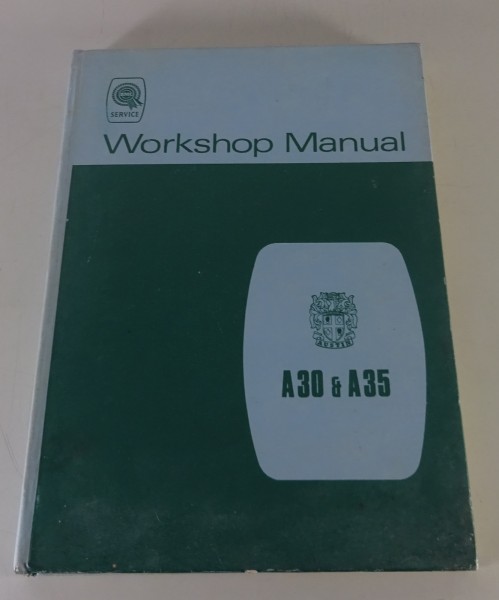 SERVICE
Workshop Manual
AUSTIN
A30 & A35